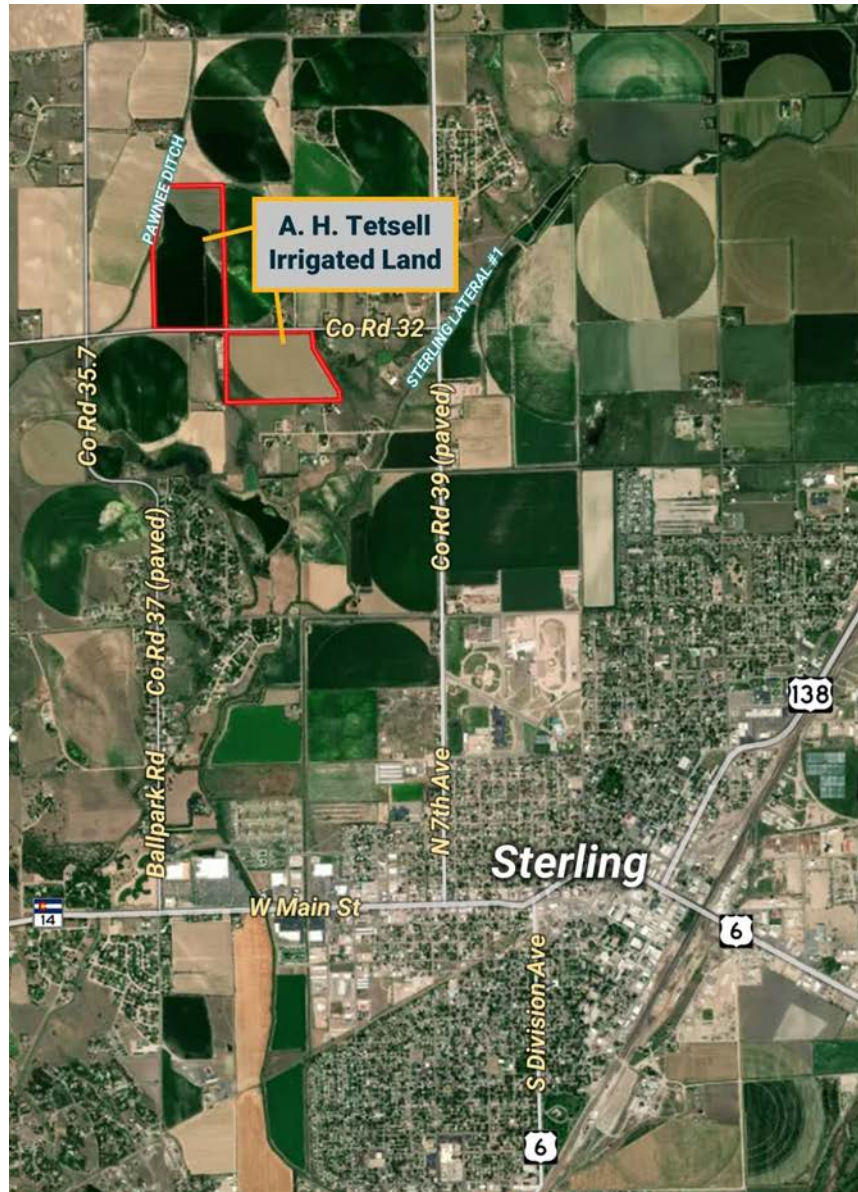 PAWNEE DITCH
A. H. Tetsell
Irrigated Land
Co Rd 32
STERLING LATERAL #1
Co Rd 35.7
Co Rd 39 (paved)
Co Rd 37 (paved)
138
Ballpark Rd
N 7th Ave
Sterling
14
W Main St
6
S Division Ave
6